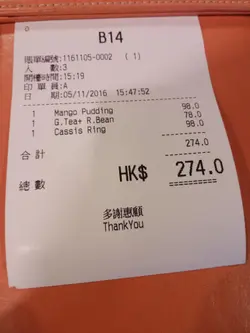 B14
賬單編號:1161105-0002 (1)
人 數:3
開檯時間:15:19
印單員:A
日期:05/11/2016 15:47:52
1 Mango Pudding 98.0
1 G.Tea+ R.Bean 78.0
1 Cassis Ring 98.0
合計 274.0
總數 HK$ 274.0
多謝惠顧
ThankYou